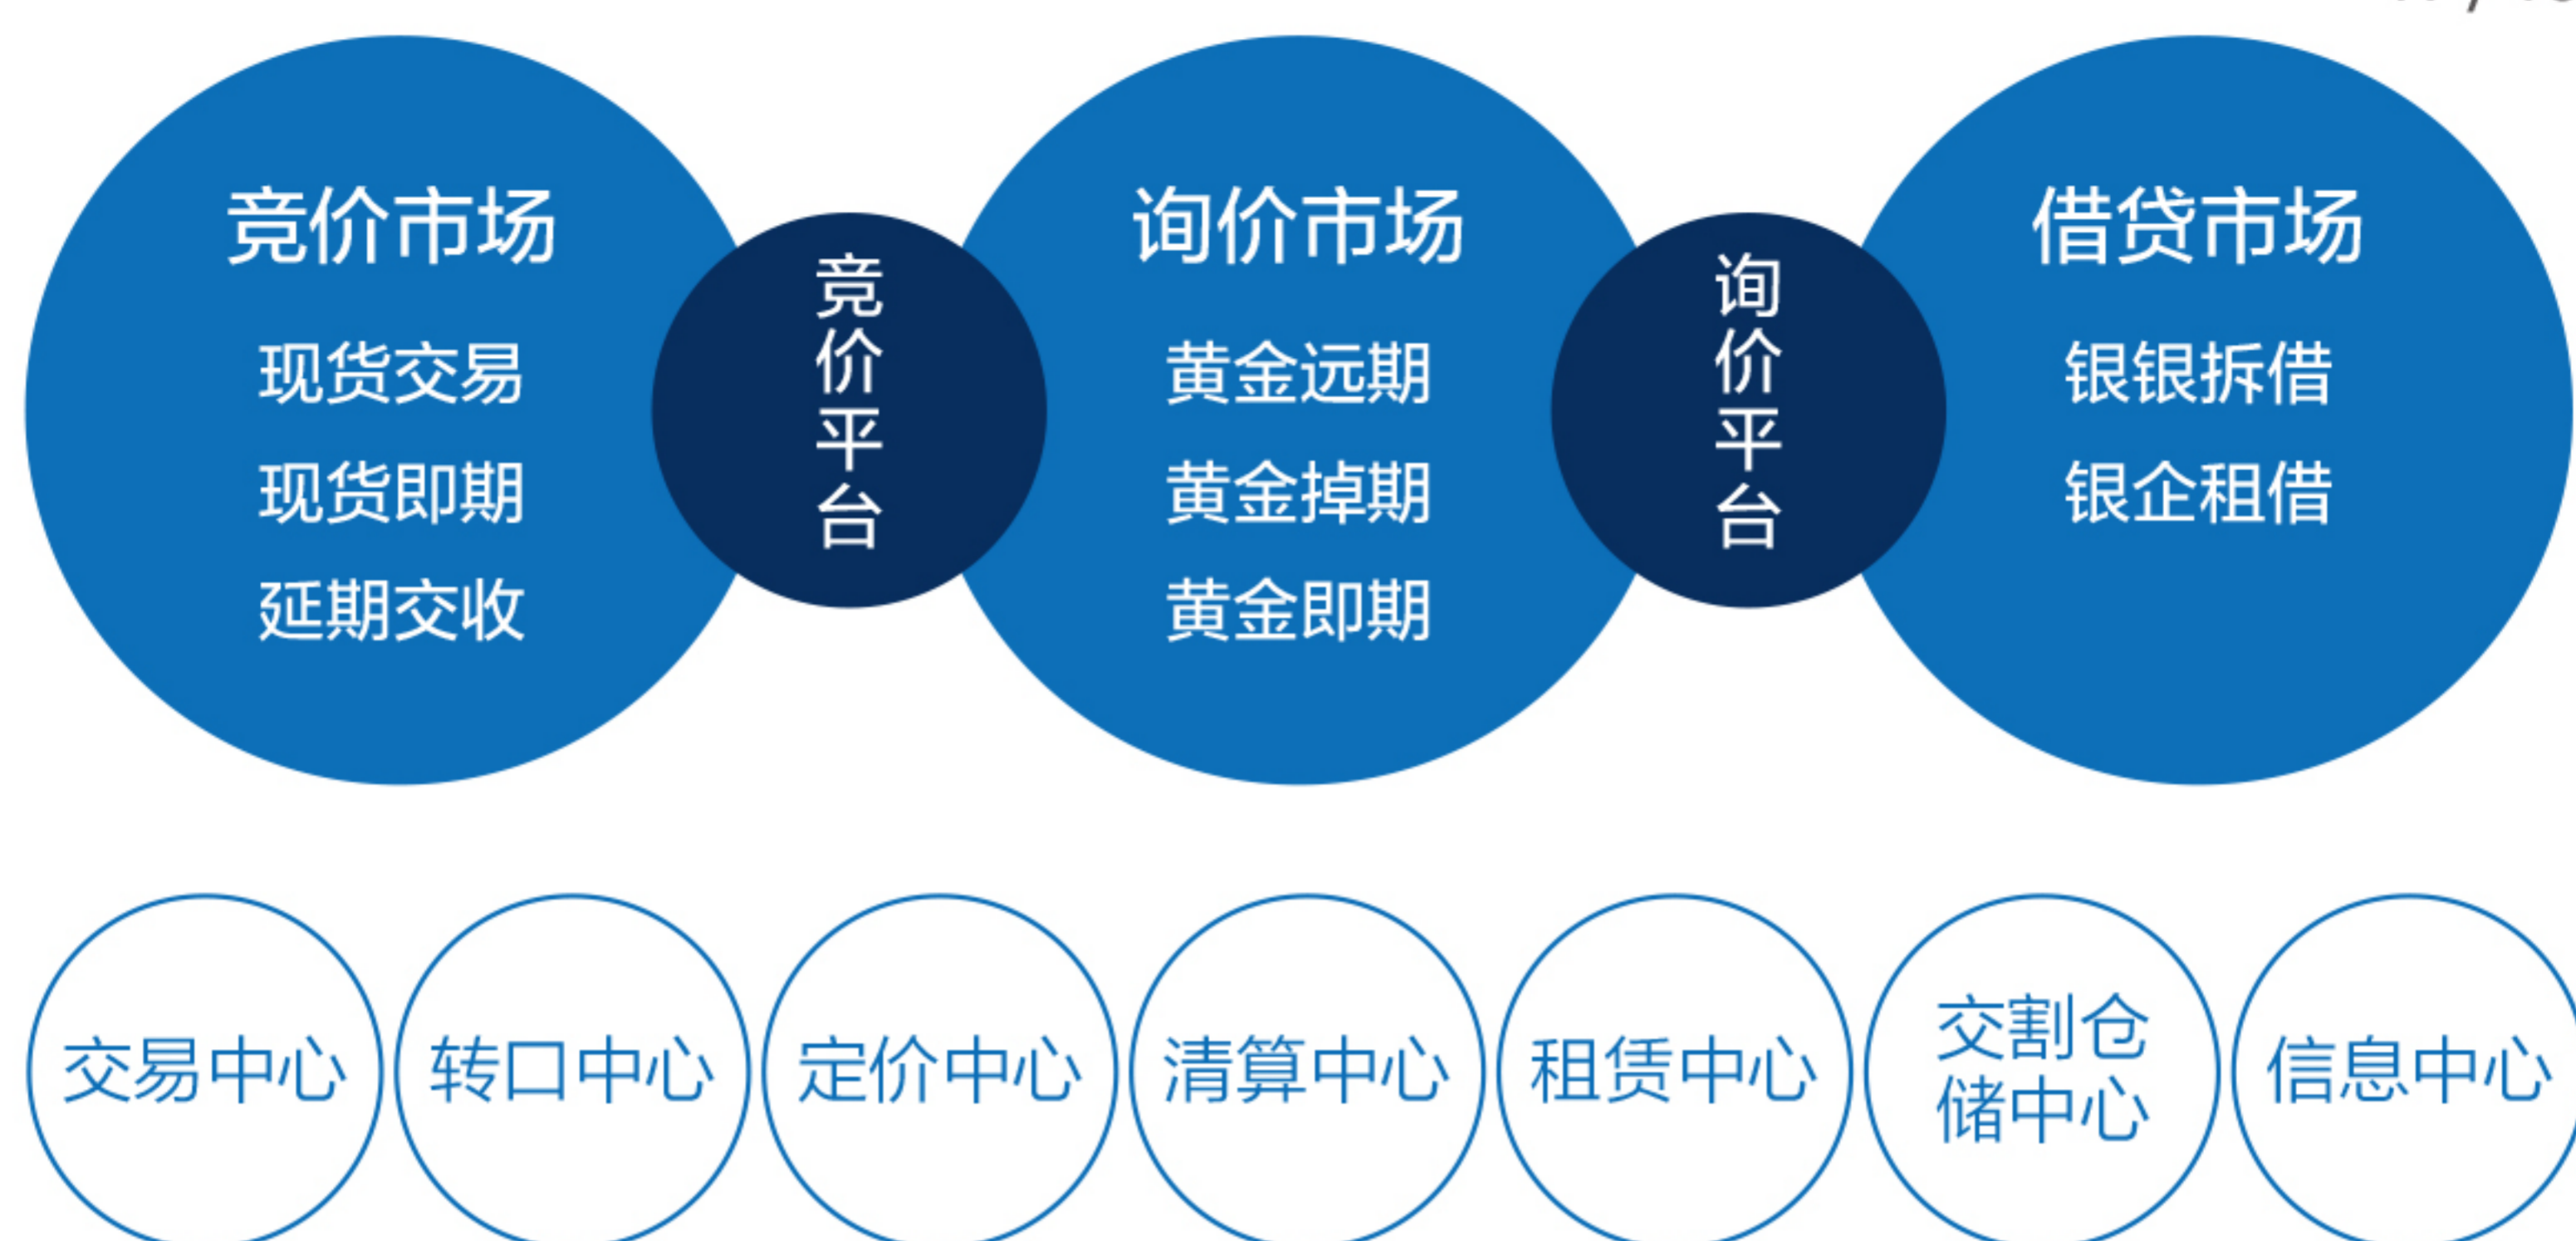 竞价市场
现货交易
现货即期
延期交收
竞价平台
询价市场
黄金远期
黄金掉期
黄金即期
询价平台
借贷市场
银银拆借
银企租借
交易中心
转口中心
定价中心
清算中心
租赁中心
交割仓
储中心
信息中心